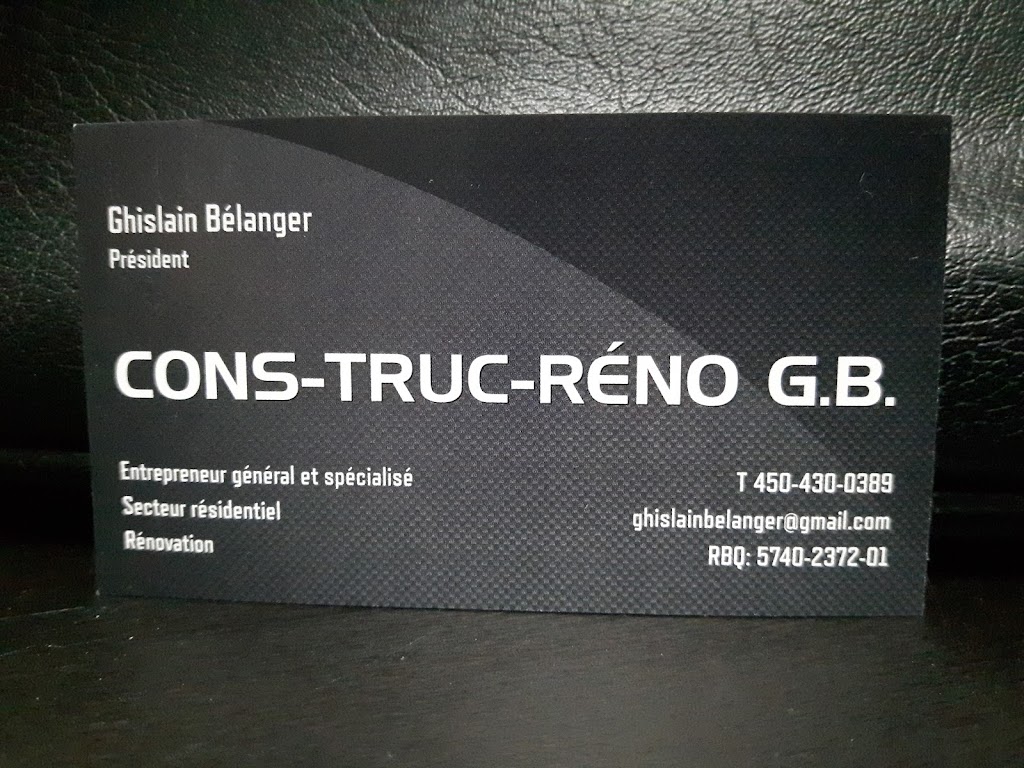 Ghislain Bélanger
Président
CONS-TRUC-RÉNO G.B.
Entrepreneur général et spécialisé
Secteur résidentiel
Rénovation
T 450-430-0389
ghislainbelanger@gmail.com
RBQ: 5740-2372-01